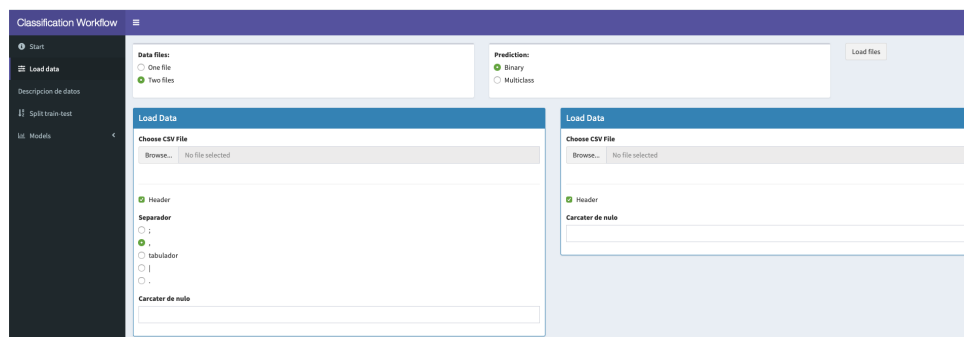 Classification Workflow
Start
Load data
Descripcion de datos
Split train-test
Models
Data files:
One file
Two files
Prediction:
Binary
Multiclass
Load files
Load Data
Choose CSV File
Browse... No file selected
Header
Separador
;
,
tabulador
|
.
Carcater de nulo
Load Data
Choose CSV File
Browse... No file selected
Header
Carcater de nulo